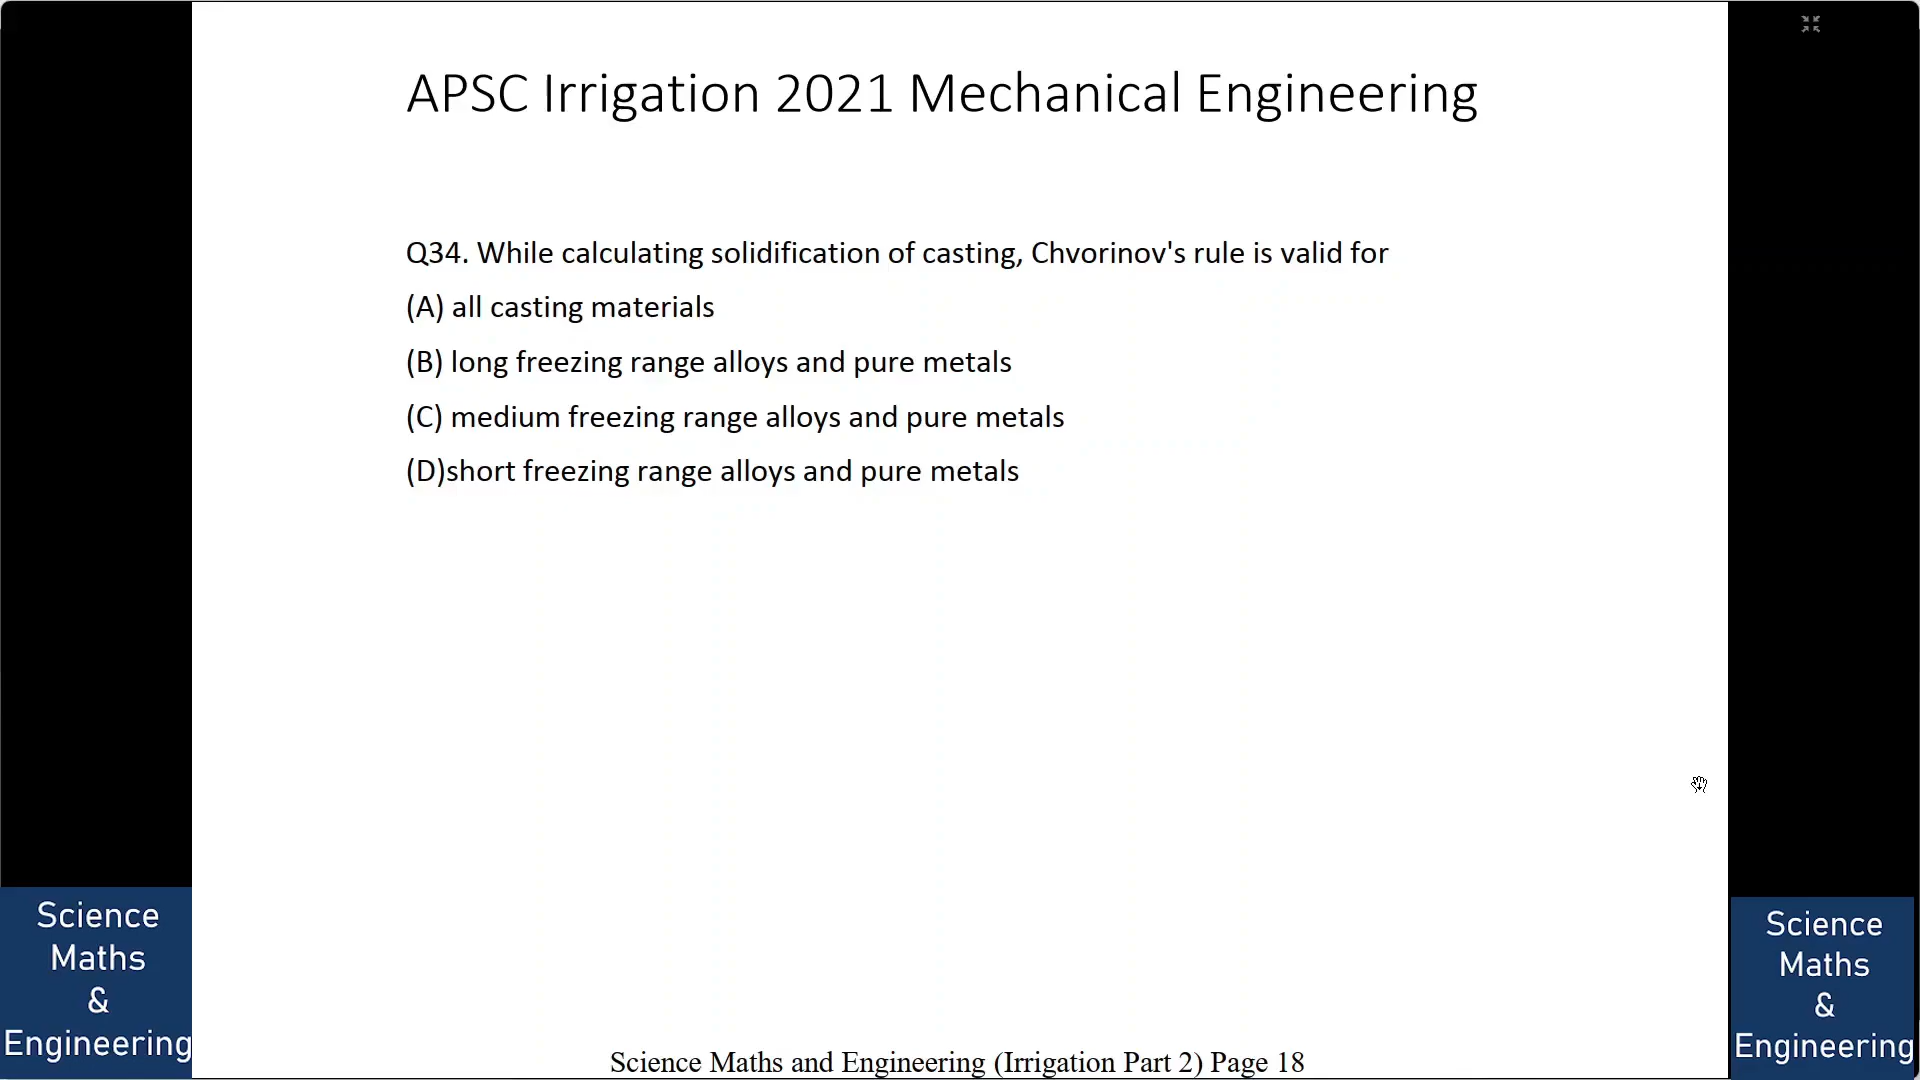 APSC Irrigation 2021 Mechanical Engineering
Q34. While calculating solidification of casting, Chvorinov's rule is valid for
(A) all casting materials
(B) long freezing range alloys and pure metals
(C) medium freezing range alloys and pure metals
(D)short freezing range alloys and pure metals
Science
Maths
&
Engineering
Science
Maths
&
Engineering
Science Maths and Engineering (Irrigation Part 2) Page 18